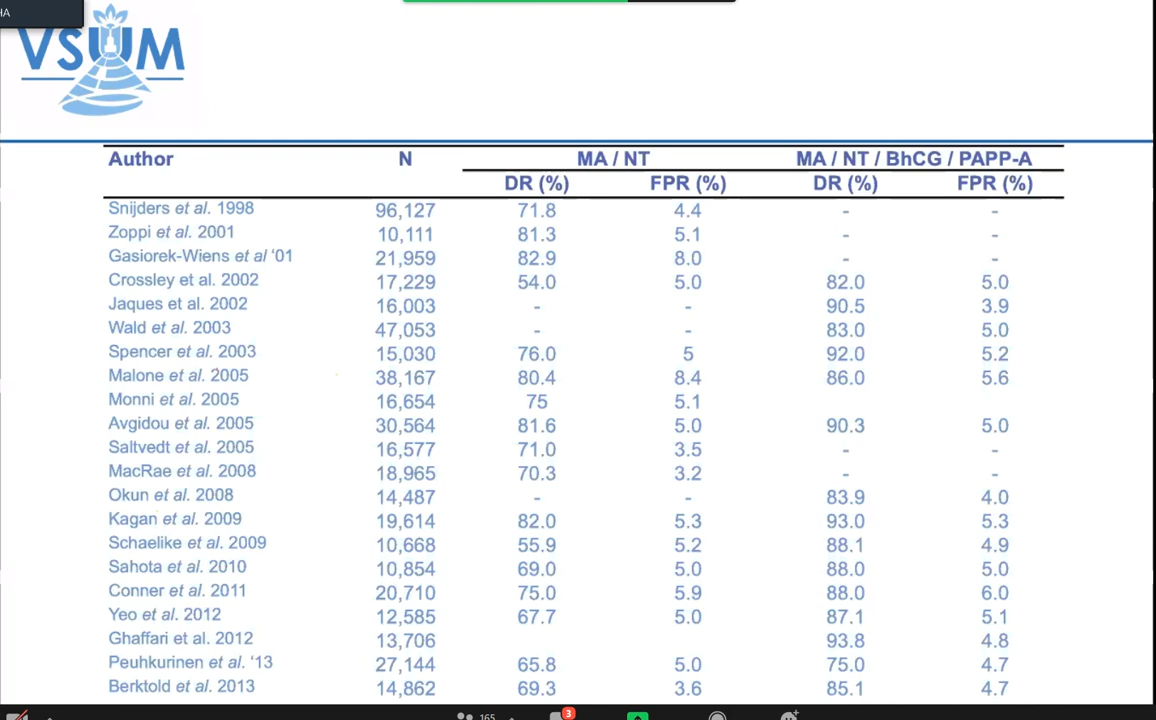 HA
VSUM
Author N MA / NT MA / NT / BhCG / PAPP-A
DR (%) FPR (%) DR (%) FPR (%)
Snijders et al. 1998 96,127 71.8 4.4 - -
Zoppi et al. 2001 10,111 81.3 5.1 - -
Gasiorek-Wiens et al ‘01 21,959 82.9 8.0 - -
Crossley et al. 2002 17,229 54.0 5.0 82.0 5.0
Jaques et al. 2002 16,003 - - 90.5 3.9
Wald et al. 2003 47,053 - - 83.0 5.0
Spencer et al. 2003 15,030 76.0 5 92.0 5.2
Malone et al. 2005 38,167 80.4 8.4 86.0 5.6
Monni et al. 2005 16,654 75 5.1
Avgidou et al. 2005 30,564 81.6 5.0 90.3 5.0
Saltvedt et al. 2005 16,577 71.0 3.5 - -
MacRae et al. 2008 18,965 70.3 3.2 - -
Okun et al. 2008 14,487 - - 83.9 4.0
Kagan et al. 2009 19,614 82.0 5.3 93.0 5.3
Schaelike et al. 2009 10,668 55.9 5.2 88.1 4.9
Sahota et al. 2010 10,854 69.0 5.0 88.0 5.0
Conner et al. 2011 20,710 75.0 5.9 88.0 6.0
Yeo et al. 2012 12,585 67.7 5.0 87.1 5.1
Ghaffari et al. 2012 13,706 93.8 4.8
Peuhkurinen et al. ‘13 27,144 65.8 5.0 75.0 4.7
Berktold et al. 2013 14,862 69.3 3.6 85.1 4.7
165 3